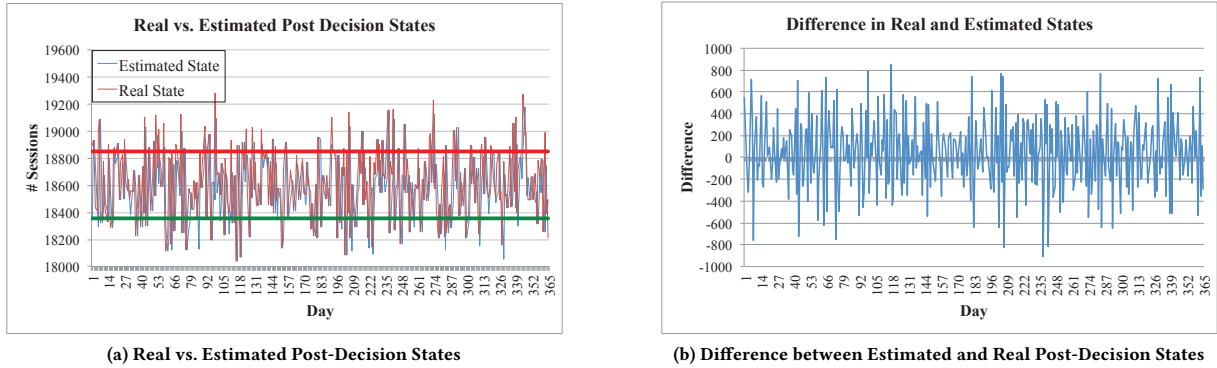 Real vs. Estimated Post Decision States
19600
19400
19200
19000
18800
18600
18400
18200
18000
# Sessions
Estimated State
Real State
1 14 27 40 53 66 79 92 105 118 131 144 157 170 183 196 209 222 235 248 261 274 287 300 313 326 339 352 365
Day
(a) Real vs. Estimated Post-Decision States
Difference in Real and Estimated States
1000
800
600
400
200
0
-200
-400
-600
-800
-1000
Difference
1 14 27 40 53 66 79 92 105 118 131 144 157 170 183 196 209 222 235 248 261 274 287 300 313 326 339 352 365
Day
(b) Difference between Estimated and Real Post-Decision States